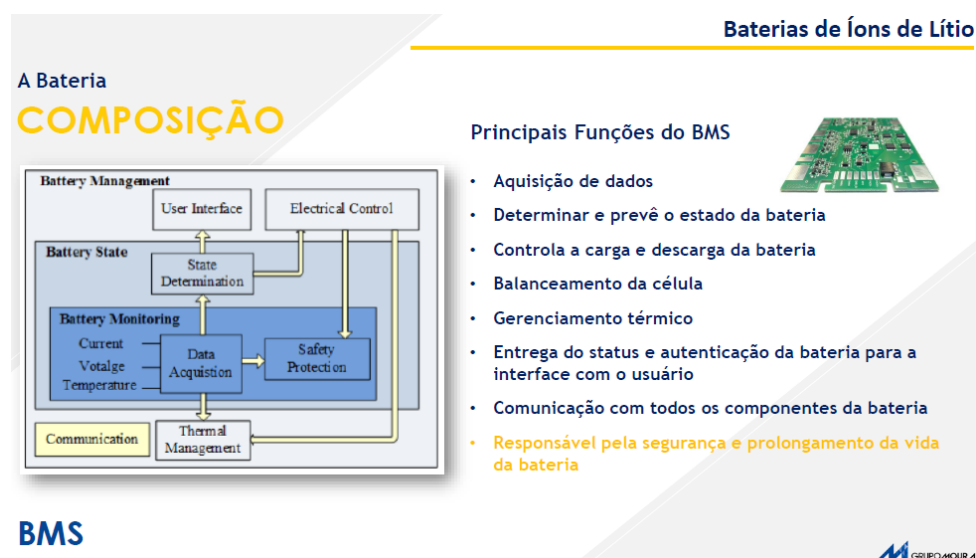 Baterias de Íons de Lítio
A Bateria
COMPOSIÇÃO
Battery Management
User Interface
Electrical Control
Battery State
State
Determination
Battery Monitoring
Current
Votalge
Temperature
Data
Acquistion
Safety
Protection
Communication
Thermal
Management
Principais Funções do BMS
• Aquisição de dados
• Determinar e prevê o estado da bateria
• Controla a carga e descarga da bateria
• Balanceamento da célula
• Gerenciamento térmico
• Entrega do status e autenticação da bateria para a
interface com o usuário
• Comunicação com todos os componentes da bateria
• Responsável pela segurança e prolongamento da vida
da bateria
BMS
GRUPO MOURA